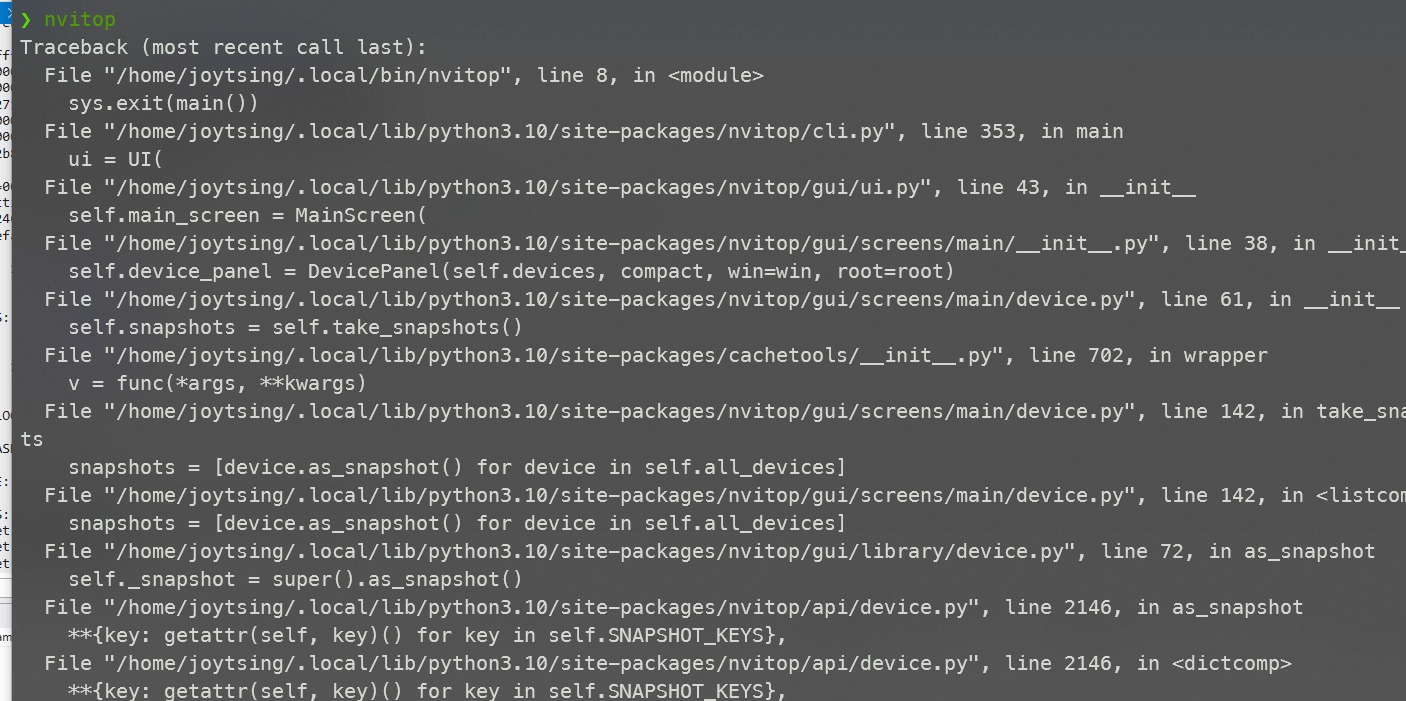 ❯ nvitop
Traceback (most recent call last):
  File "/home/joytsing/.local/bin/nvitop", line 8, in <module>
    sys.exit(main())
  File "/home/joytsing/.local/lib/python3.10/site-packages/nvitop/cli.py", line 353, in main
    ui = UI(
  File "/home/joytsing/.local/lib/python3.10/site-packages/nvitop/gui/ui.py", line 43, in __init__
    self.main_screen = MainScreen(
  File "/home/joytsing/.local/lib/python3.10/site-packages/nvitop/gui/screens/main/__init__.py", line 38, in __init_
    self.device_panel = DevicePanel(self.devices, compact, win=win, root=root)
  File "/home/joytsing/.local/lib/python3.10/site-packages/nvitop/gui/screens/main/device.py", line 61, in __init__
    self.snapshots = self.take_snapshots()
  File "/home/joytsing/.local/lib/python3.10/site-packages/cachetools/__init__.py", line 702, in wrapper
    v = func(*args, **kwargs)
  File "/home/joytsing/.local/lib/python3.10/site-packages/nvitop/gui/screens/main/device.py", line 142, in take_sna
ts
    snapshots = [device.as_snapshot() for device in self.all_devices]
  File "/home/joytsing/.local/lib/python3.10/site-packages/nvitop/gui/screens/main/device.py", line 142, in <listcom
    snapshots = [device.as_snapshot() for device in self.all_devices]
  File "/home/joytsing/.local/lib/python3.10/site-packages/nvitop/gui/library/device.py", line 72, in as_snapshot
    self._snapshot = super().as_snapshot()
  File "/home/joytsing/.local/lib/python3.10/site-packages/nvitop/api/device.py", line 2146, in as_snapshot
    **{key: getattr(self, key)() for key in self.SNAPSHOT_KEYS},
  File "/home/joytsing/.local/lib/python3.10/site-packages/nvitop/api/device.py", line 2146, in <dictcomp>
    **{key: getattr(self, key)() for key in self.SNAPSHOT_KEYS},